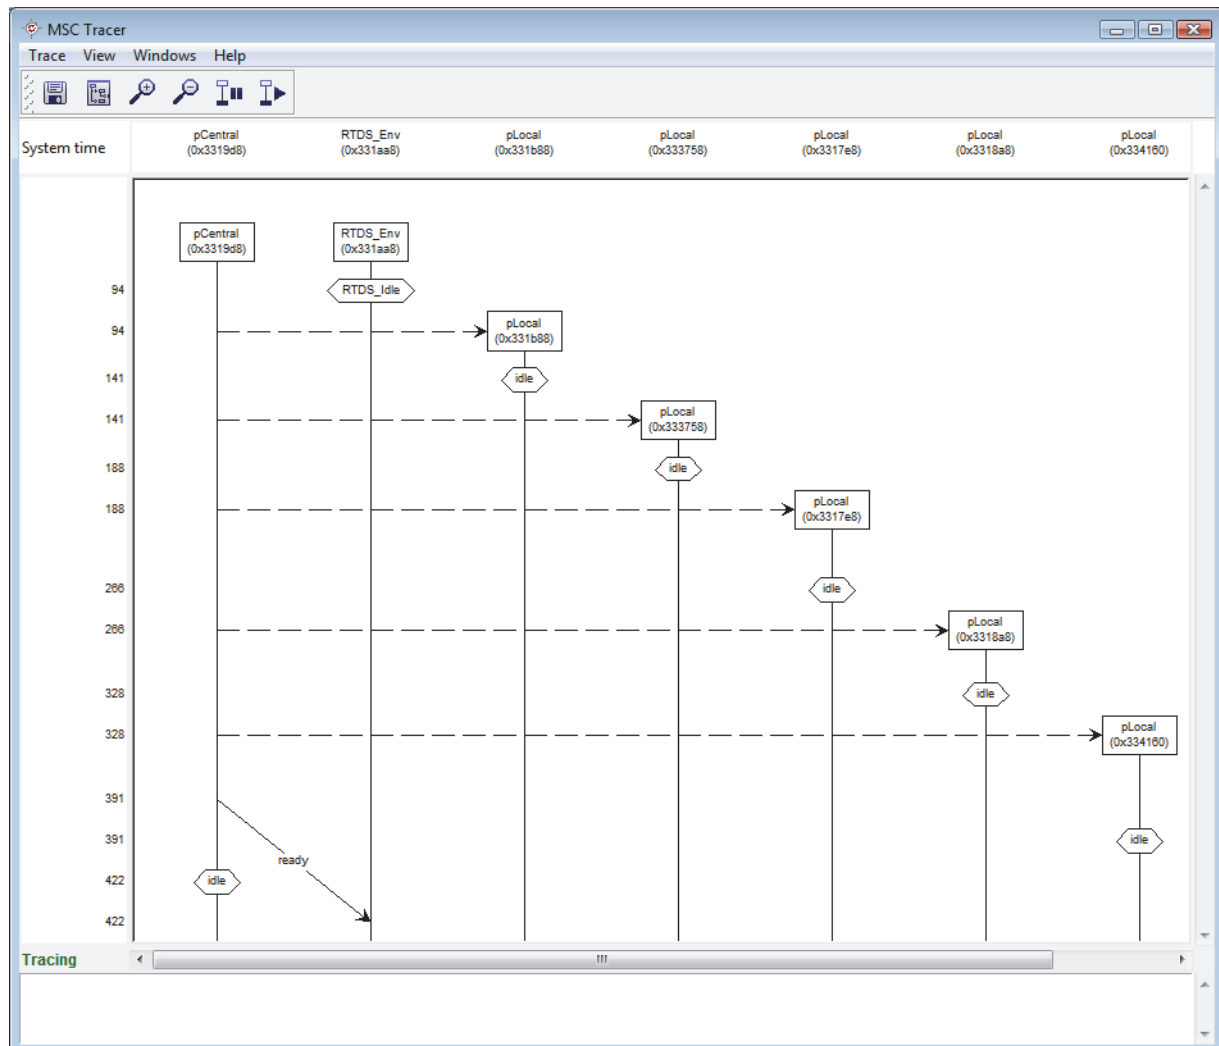 MSC Tracer
Trace View Windows Help
System time
pCentral
(0x3319d8)
RTDS_Env
(0x331aa8)
pLocal
(0x331b88)
pLocal
(0x333758)
pLocal
(0x3317e8)
pLocal
(0x3318a8)
pLocal
(0x334160)
pCentral
(0x3319d8)
RTDS_Env
(0x331aa8)
94
RTDS_Idle
94
pLocal
(0x331b88)
141
idle
141
pLocal
(0x333758)
188
idle
188
pLocal
(0x3317e8)
266
idle
266
pLocal
(0x3318a8)
328
idle
328
pLocal
(0x334160)
391
391
idle
ready
422
idle
422
Tracing